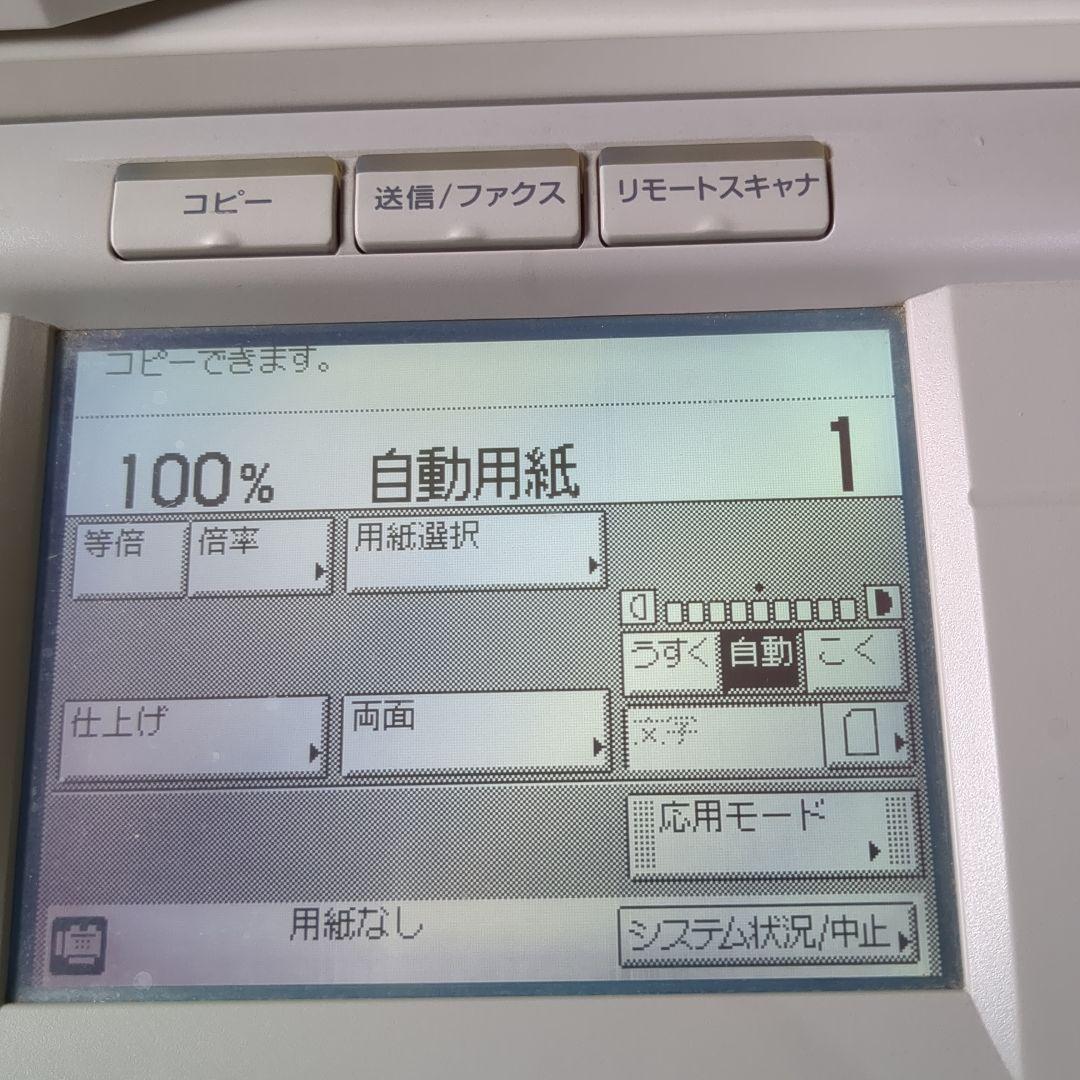 コピー 送信/ファクス リモートスキャナ
コピーできます。
100% 自動用紙 1
等倍 倍率 用紙選択
うすく 自動 こく
仕上げ 両面 文字
応用モード
用紙なし システム状況/中止